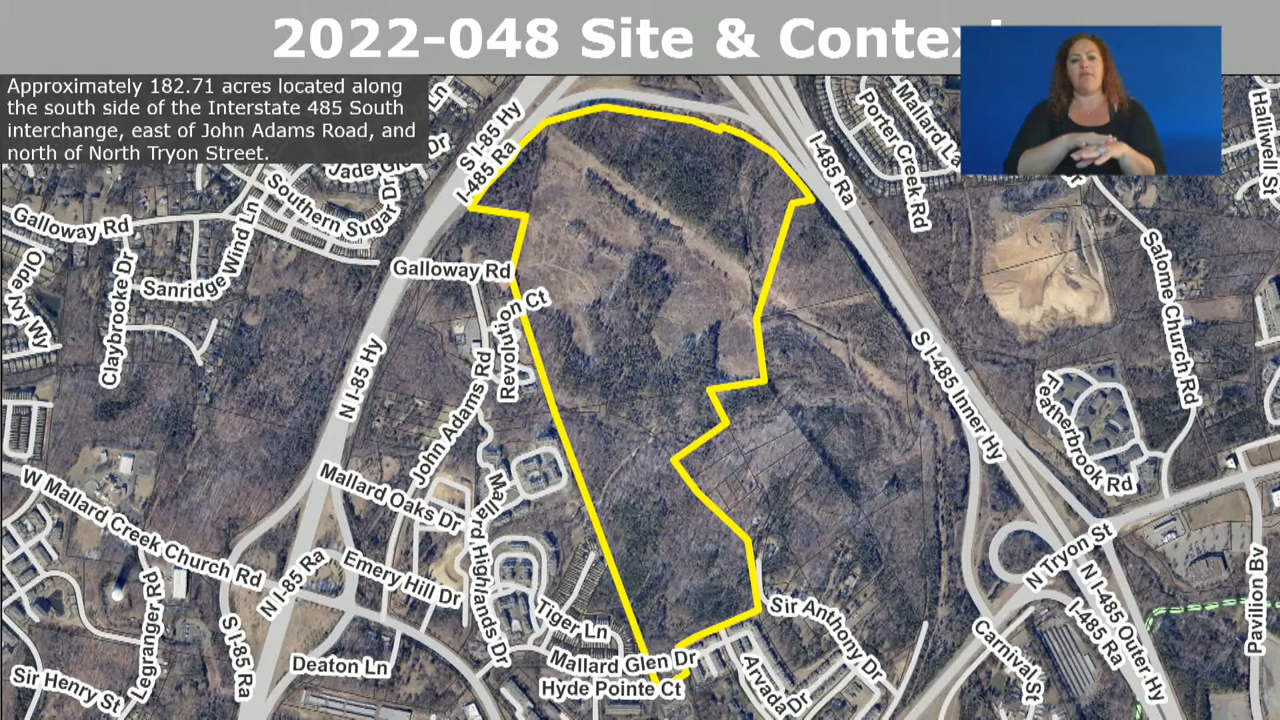 2022-048 Site & Contex
Approximately 182.71 acres located along
the south side of the Interstate 485 South
interchange, east of John Adams Road, and
north of North Tryon Street.
Ln
Jade
Dr
S I-85 Hy
I-485 Ra
I-485 Ra
Porter Creek Rd
Mallard La
Halliwell St
Southern Sugar Dr
Galloway Rd
Olde Ivy Wy
Claybrooke Dr
Sanridge Wind Ln
Galloway Rd
Revolution Ct
Salome Church Rd
N I-85 Hy
John Adams Rd
S I-485 Inner Hy
Featherbrook Rd
W Mallard Creek Church Rd
Mallard Oaks Dr
Mallard Highlands Dr
N I-85 Ra
Emery Hill Dr
N Tryon St
N I-485 Outer Hy
I-485 Ra
Pavilion Bv
Legranger Rd
S I-85 Ra
Tiger Ln
Sir Anthony Dr
Carnival St
Deaton Ln
Mallard Glen Dr
Hyde Pointe Ct
Arvada Dr
Sir Henry St